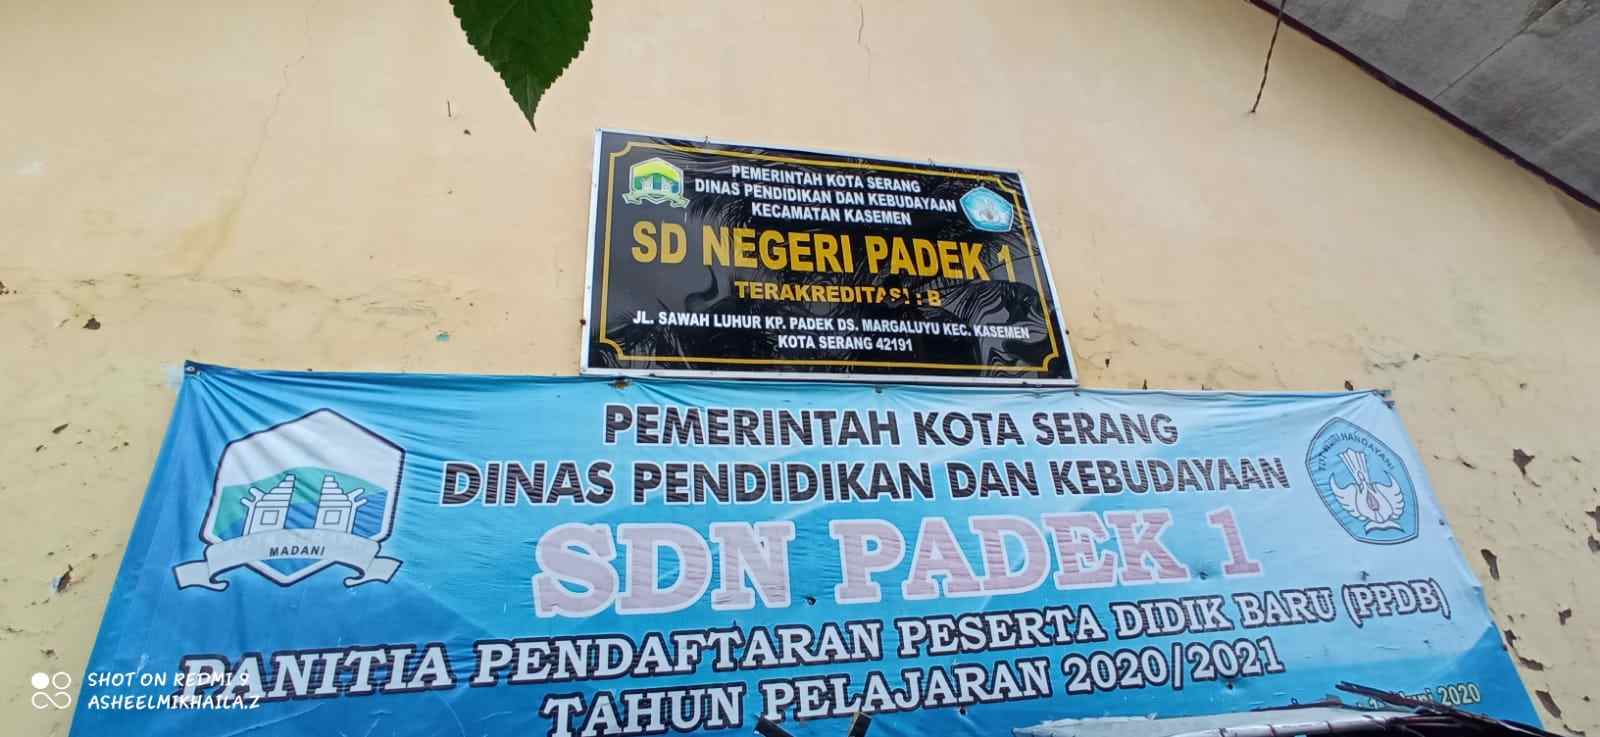 PEMERINTAH KOTA SERANG
DINAS PENDIDIKAN DAN KEBUDAYAAN
KECAMATAN KASEMEN
SD NEGERI PADEK 1
TERAKREDITASI : B
JL. SAWAH LUHUR KP. PADEK DS. MARGALUYU KEC. KASEMEN
KOTA SERANG 42191
PEMERINTAH KOTA SERANG
DINAS PENDIDIKAN DAN KEBUDAYAAN
MADANI
HANDAYANI
SDN PADEK 1
PANITIA PENDAFTARAN PESERTA DIDIK BARU (PPDB)
TAHUN PELAJARAN 2020/2021
2020
SHOT ON REDMI 9
ASHEELMIKHAILA.Z